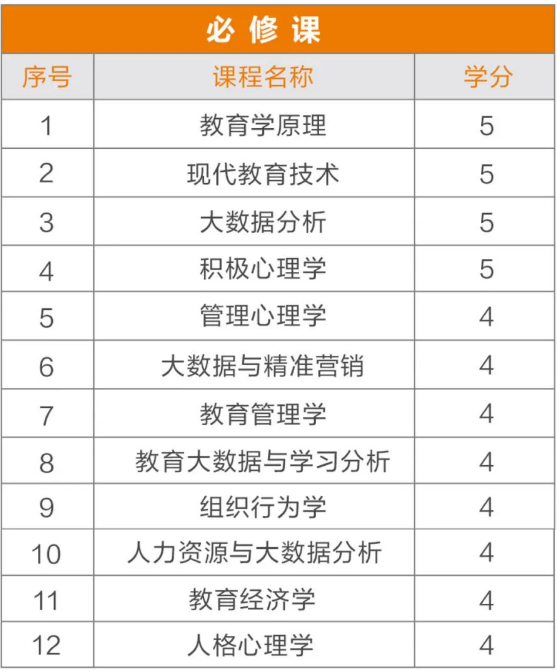 必修课
序号 课程名称 学分
1 教育学原理 5
2 现代教育技术 5
3 大数据分析 5
4 积极心理学 5
5 管理心理学 4
6 大数据与精准营销 4
7 教育管理学 4
8 教育大数据与学习分析 4
9 组织行为学 4
10 人力资源与大数据分析 4
11 教育经济学 4
12 人格心理学 4